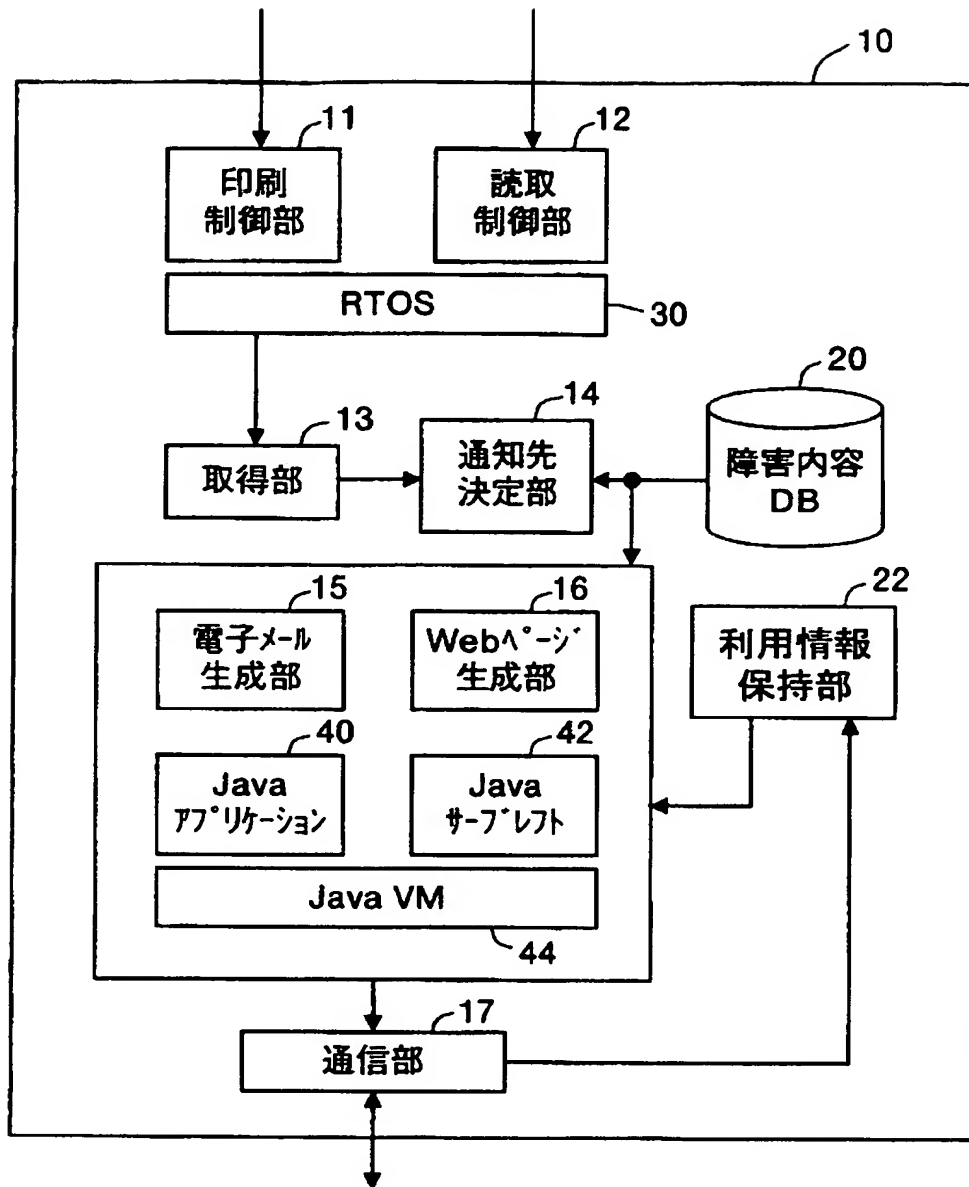 10
11
12
印刷
制御部
読取
制御部
RTOS
30
20
13
14
取得部
通知先
決定部
障害内容
DB
15
16
22
電子ﾒｰﾙ
生成部
Webﾍﾟｰｼﾞ
生成部
利用情報
保持部
40
42
Java
ｱﾌﾟﾘｹｰｼｮﾝ
Java
ｻｰﾌﾞﾚﾌﾄ
Java VM
44
17
通信部